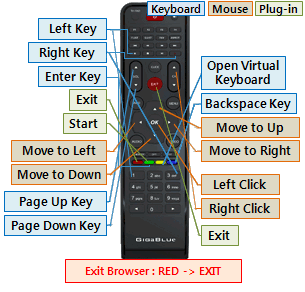 Keyboard Mouse Plug-in
Left Key
Right Key
Enter Key
Exit
Start
Move to Left
Move to Down
Page Up Key
Page Down Key
Open Virtual
Keyboard
Backspace Key
Move to Up
Move to Right
Left Click
Right Click
Exit
EXIT
MENU
OK
GIGABLUE
Exit Browser : RED -> EXIT